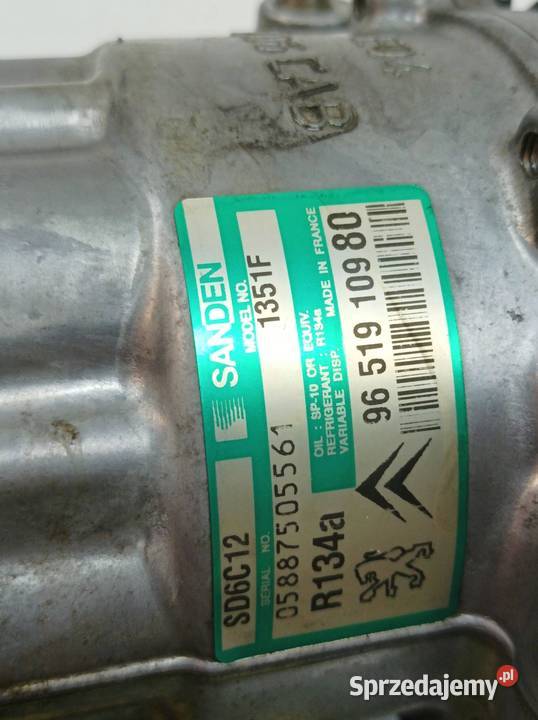 SANDEN
MODEL NO.
1351F
OIL : SP-10 OR EQUIV.
REFRIGERANT : R134a
VARIABLE DISP. MADE IN FRANCE
96 519 109 80
SD6C12
SERIAL NO.
05887505561
R134a
Sprzedajemy.pl